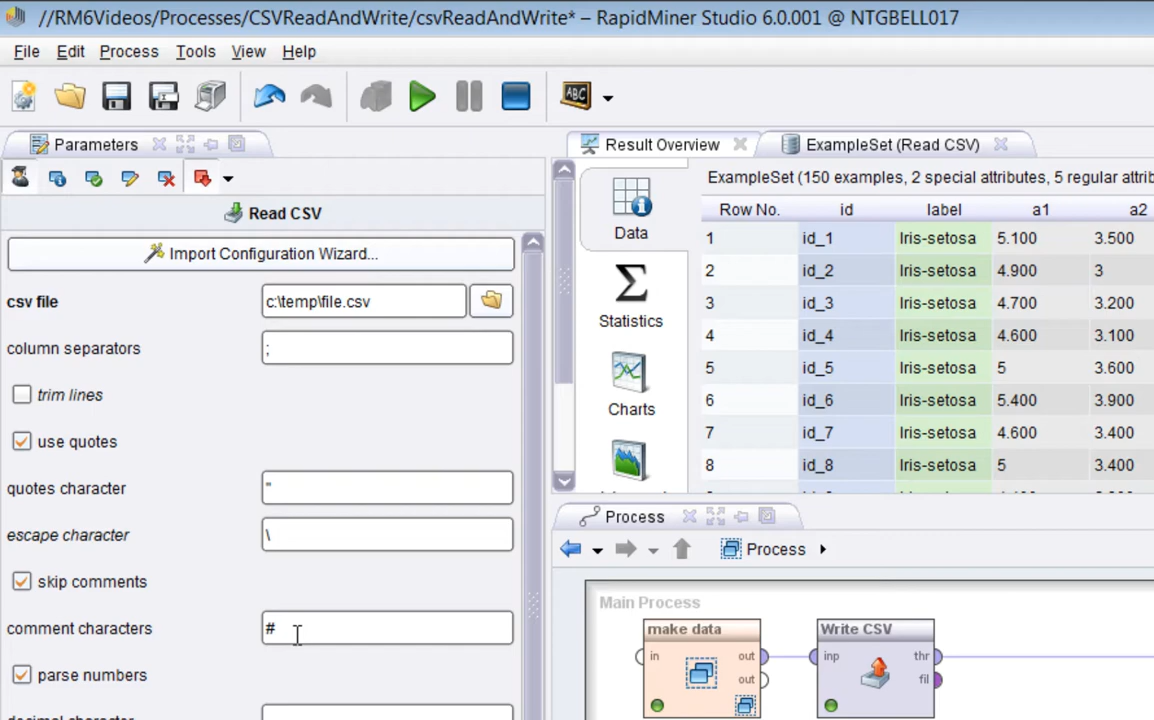 //RM6Videos/Processes/CSVReadAndWrite/csvReadAndWrite* – RapidMiner Studio 6.0.001 @ NTGBELL017
File Edit Process Tools View Help
ABC
Parameters
Result Overview
ExampleSet (Read CSV)
Read CSV
Import Configuration Wizard...
csv file c:\temp\file.csv
column separators ;
trim lines
use quotes
quotes character "
escape character \
skip comments
comment characters #
parse numbers
Data
Statistics
Charts
ExampleSet (150 examples, 2 special attributes, 5 regular attrib
Row No. id label a1 a2
1 id_1 Iris-setosa 5.100 3.500
2 id_2 Iris-setosa 4.900 3
3 id_3 Iris-setosa 4.700 3.200
4 id_4 Iris-setosa 4.600 3.100
5 id_5 Iris-setosa 5 3.600
6 id_6 Iris-setosa 5.400 3.900
7 id_7 Iris-setosa 4.600 3.400
8 id_8 Iris-setosa 5 3.400
Process
Process
Main Process
make data
in out
out
Write CSV
inp thr
fil